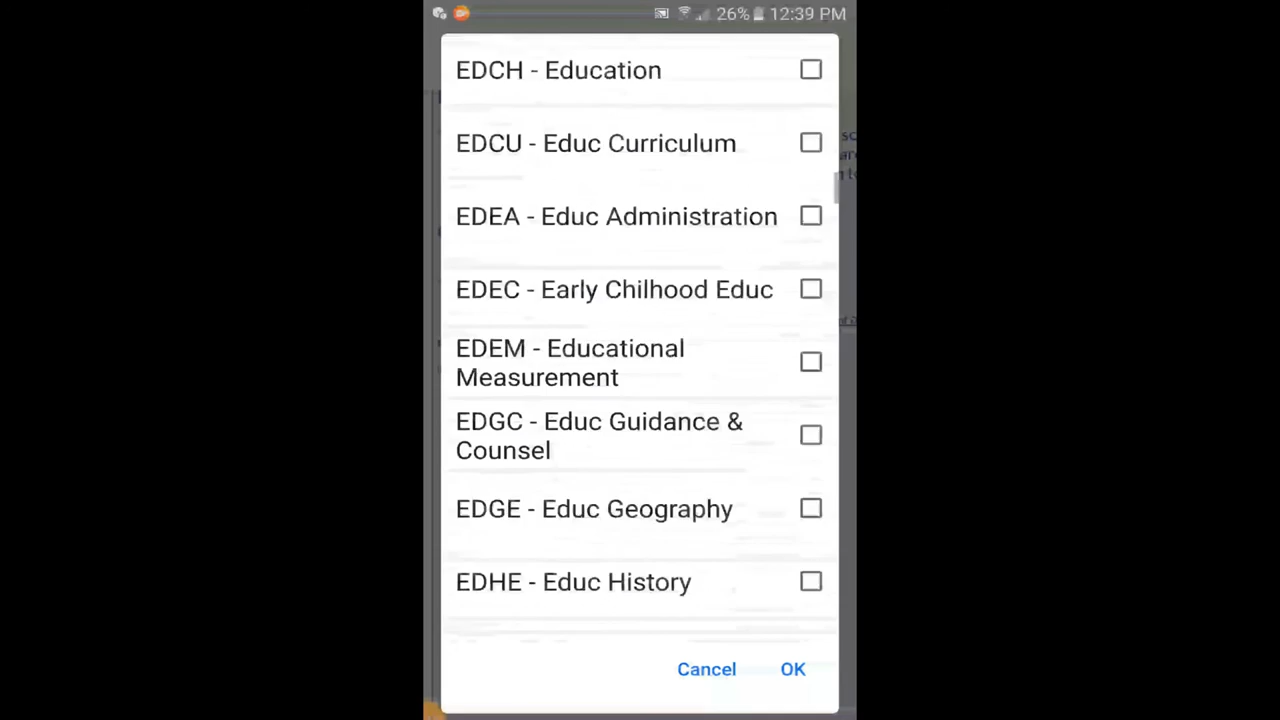 26% 12:39 PM
EDCH - Education
EDCU - Educ Curriculum
EDEA - Educ Administration
EDEC - Early Chilhood Educ
EDEM - Educational
Measurement
EDGC - Educ Guidance &
Counsel
EDGE - Educ Geography
EDHE - Educ History
Cancel OK